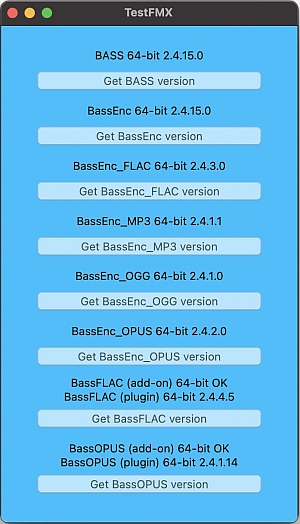 TestFMX
BASS 64-bit 2.4.15.0
Get BASS version
BassEnc 64-bit 2.4.15.0
Get BassEnc version
BassEnc_FLAC 64-bit 2.4.3.0
Get BassEnc_FLAC version
BassEnc_MP3 64-bit 2.4.1.1
Get BassEnc_MP3 version
BassEnc_OGG 64-bit 2.4.1.0
Get BassEnc_OGG version
BassEnc_OPUS 64-bit 2.4.2.0
Get BassEnc_OPUS version
BassFLAC (add-on) 64-bit OK
BassFLAC (plugin) 64-bit 2.4.4.5
Get BassFLAC version
BassOPUS (add-on) 64-bit OK
BassOPUS (plugin) 64-bit 2.4.1.14
Get BassOPUS version